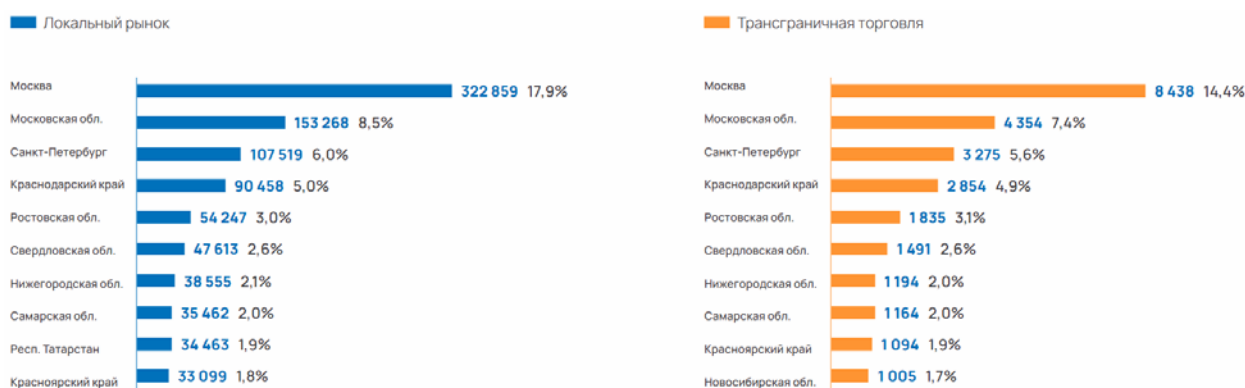 Локальный рынок
Москва 322 859 17,9%
Московская обл. 153 268 8,5%
Санкт-Петербург 107 519 6,0%
Краснодарский край 90 458 5,0%
Ростовская обл. 54 247 3,0%
Свердловская обл. 47 613 2,6%
Нижегородская обл. 38 555 2,1%
Самарская обл. 35 462 2,0%
Респ. Татарстан 34 463 1,9%
Красноярский край 33 099 1,8%
Трансграничная торговля
Москва 8 438 14,4%
Московская обл. 4 354 7,4%
Санкт-Петербург 3 275 5,6%
Краснодарский край 2 854 4,9%
Ростовская обл. 1 835 3,1%
Свердловская обл. 1 491 2,6%
Нижегородская обл. 1 194 2,0%
Самарская обл. 1 164 2,0%
Красноярский край 1 094 1,9%
Новосибирская обл. 1 005 1,7%